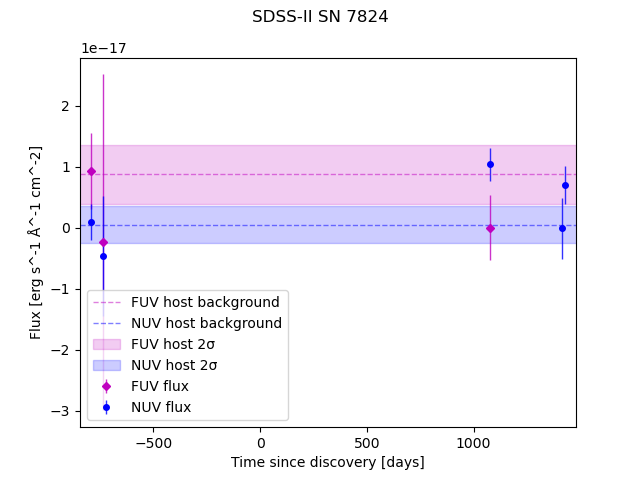 SDSS-II SN 7824
1e−17
2
1
0
−1
−2
−3
Flux [erg s^-1 Å^-1 cm^-2]
FUV host background
NUV host background
FUV host 2σ
NUV host 2σ
FUV flux
NUV flux
−500 0 500 1000
Time since discovery [days]